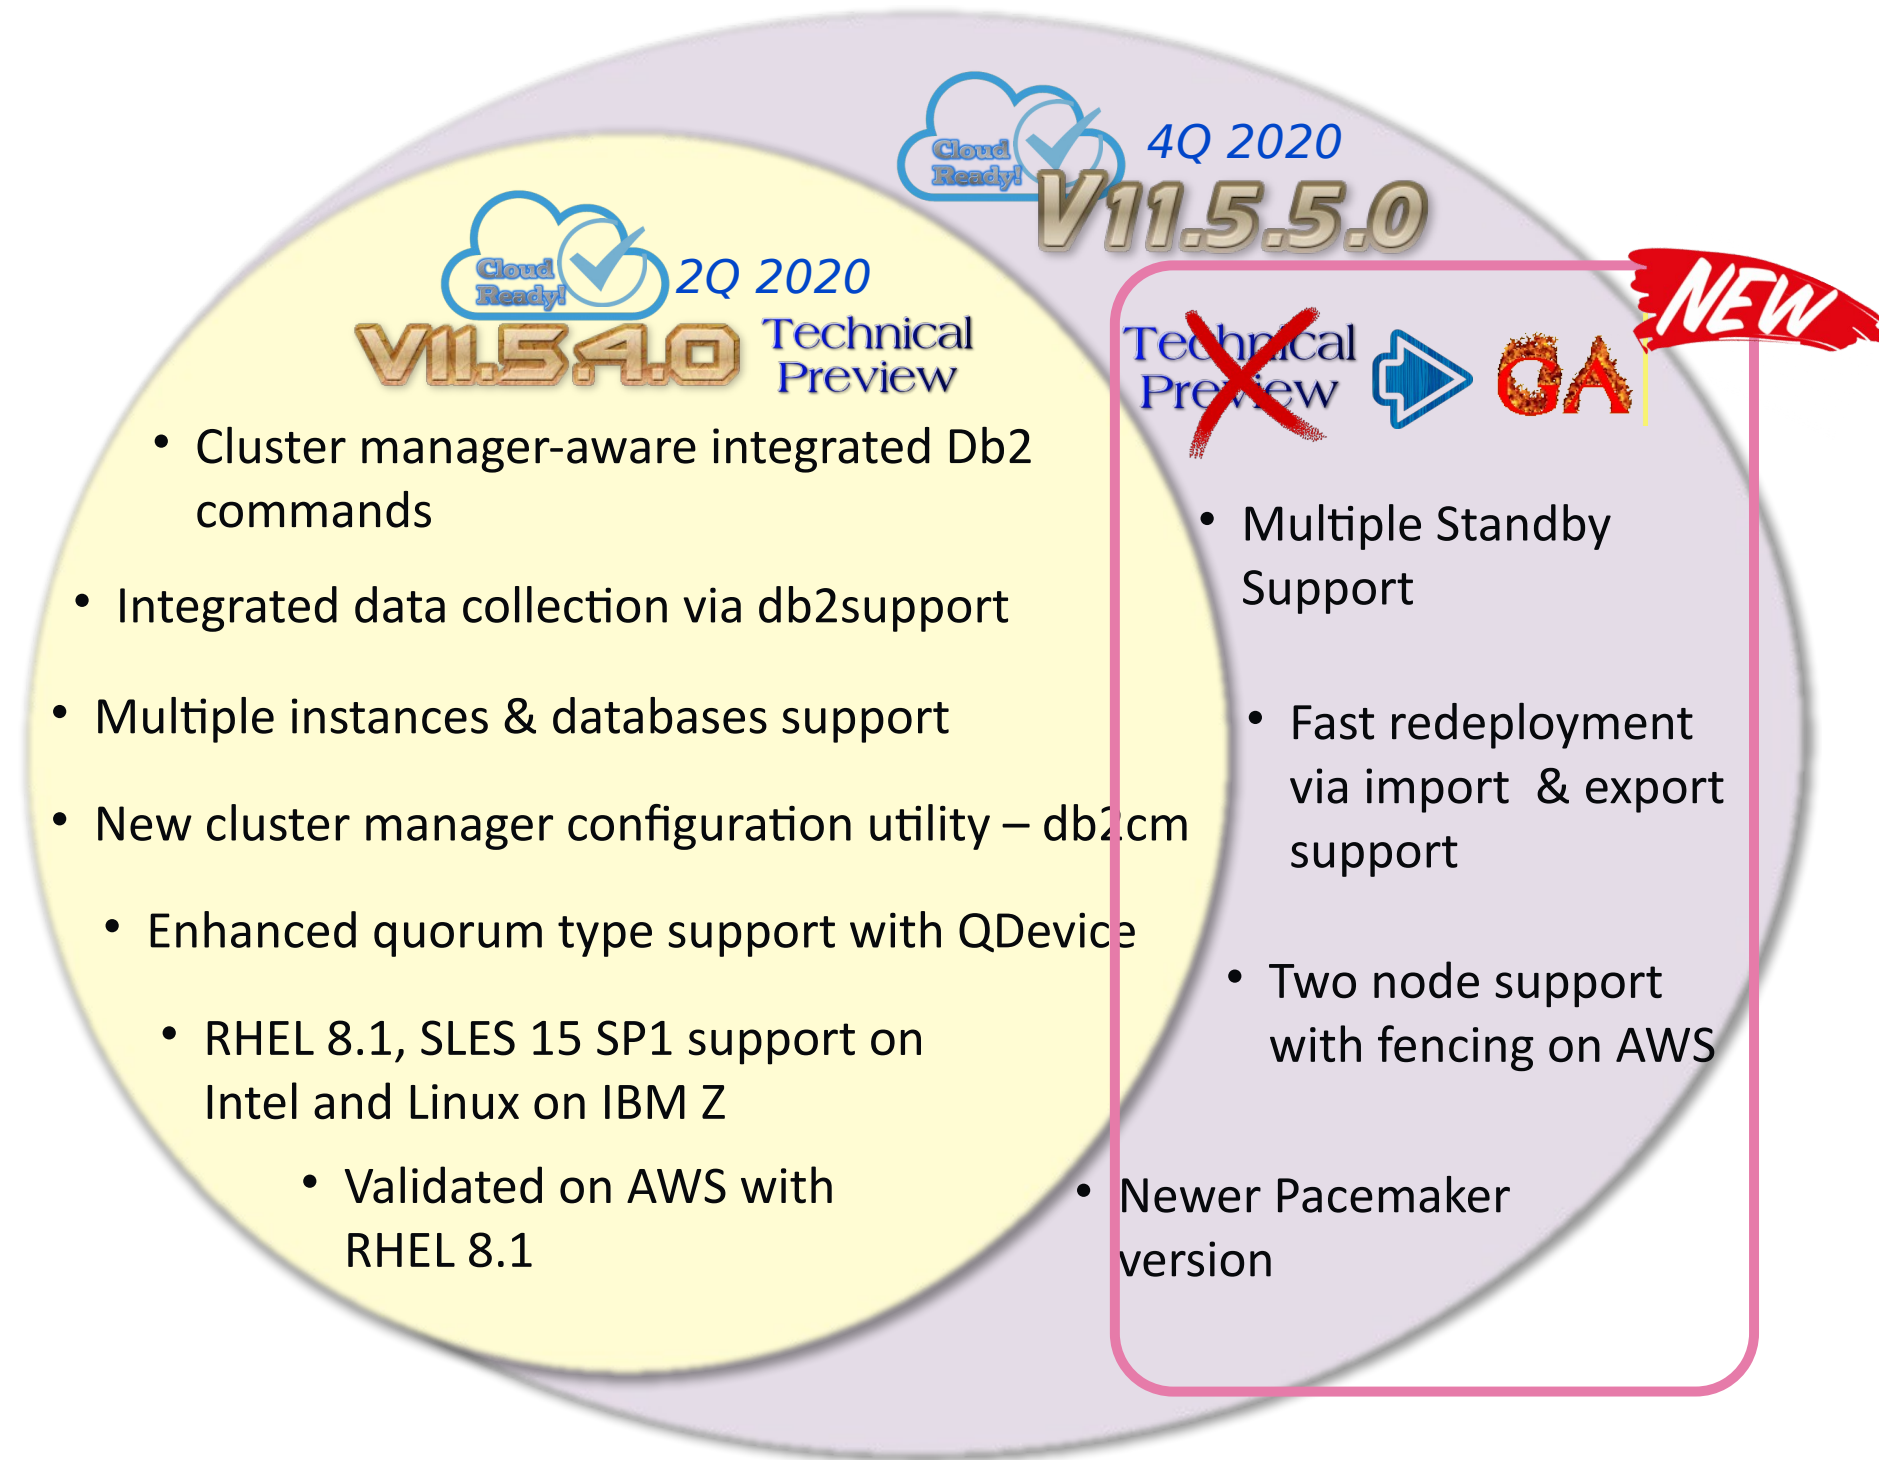 Cloud
Ready!
4Q 2020
V11.5.5.0
Cloud
Ready!
2Q 2020
V11.5.4.0
Technical
Preview
• Cluster manager-aware integrated Db2
commands
• Integrated data collection via db2support
• Multiple instances & databases support
• New cluster manager configuration utility – db2cm
• Enhanced quorum type support with QDevice
• RHEL 8.1, SLES 15 SP1 support on
Intel and Linux on IBM Z
• Validated on AWS with
RHEL 8.1
NEW
Technical
Preview
GA
• Multiple Standby
Support
• Fast redeployment
via import & export
support
• Two node support
with fencing on AWS
• Newer Pacemaker
version